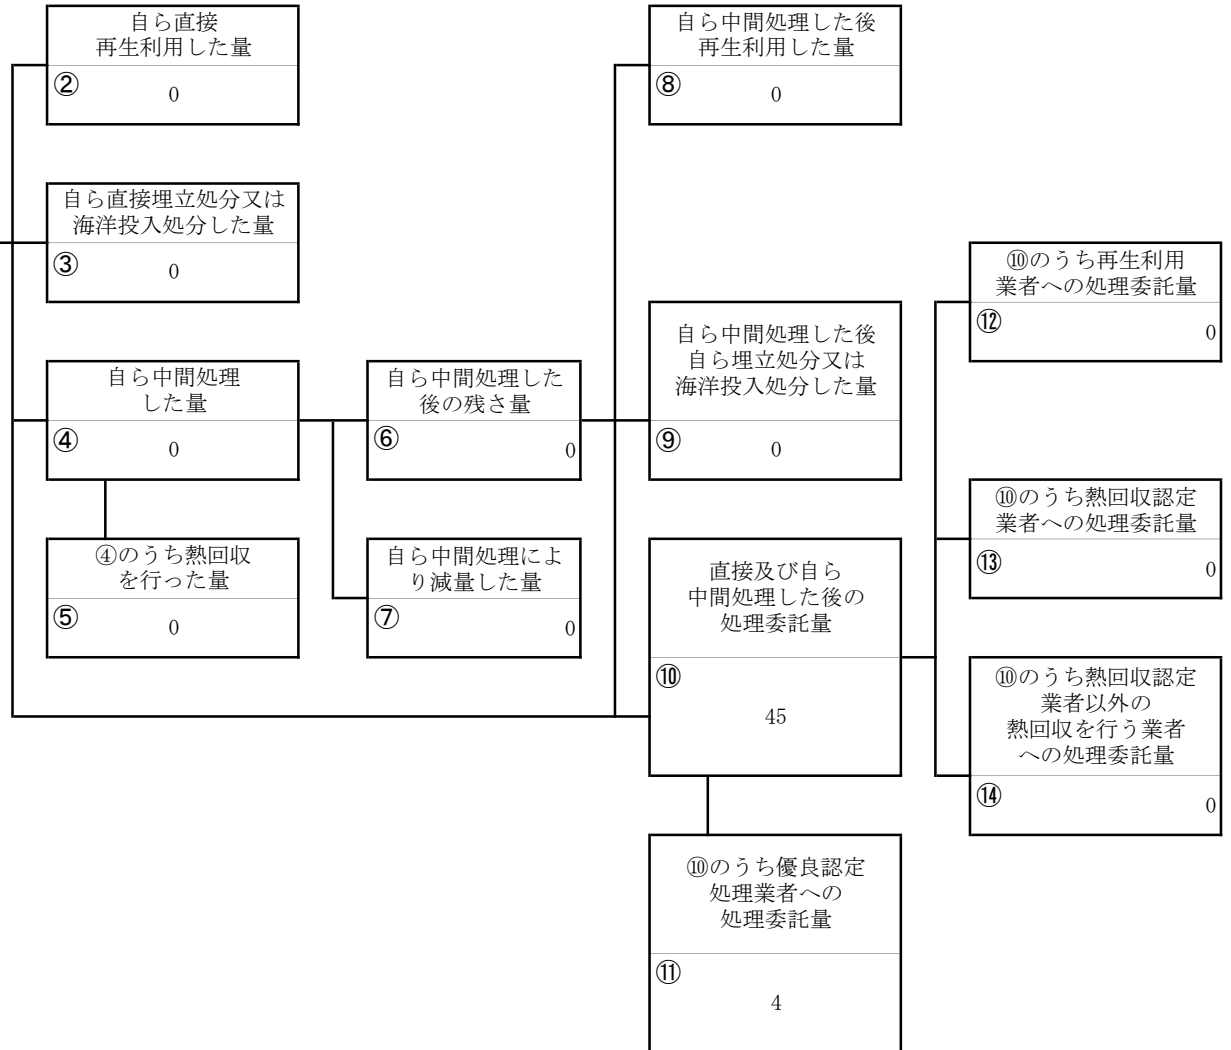 自ら直接
再生利用した量
②
0
自ら中間処理した後
再生利用した量
⑧
0
自ら直接埋立処分又は
海洋投入処分した量
③
0
⑩のうち再生利用
業者への処理委託量
⑫
0
自ら中間処理
した量
④
0
自ら中間処理した
後の残さ量
⑥
0
自ら中間処理した後
自ら埋立処分又は
海洋投入処分した量
⑨
0
⑩のうち熱回収認定
業者への処理委託量
⑬
0
④のうち熱回収
を行った量
⑤
0
自ら中間処理によ
り減量した量
⑦
0
直接及び自ら
中間処理した後の
処理委託量
⑩
45
⑩のうち熱回収認定
業者以外の
熱回収を行う業者
への処理委託量
⑭
0
⑩のうち優良認定
処理業者への
処理委託量
⑪
4